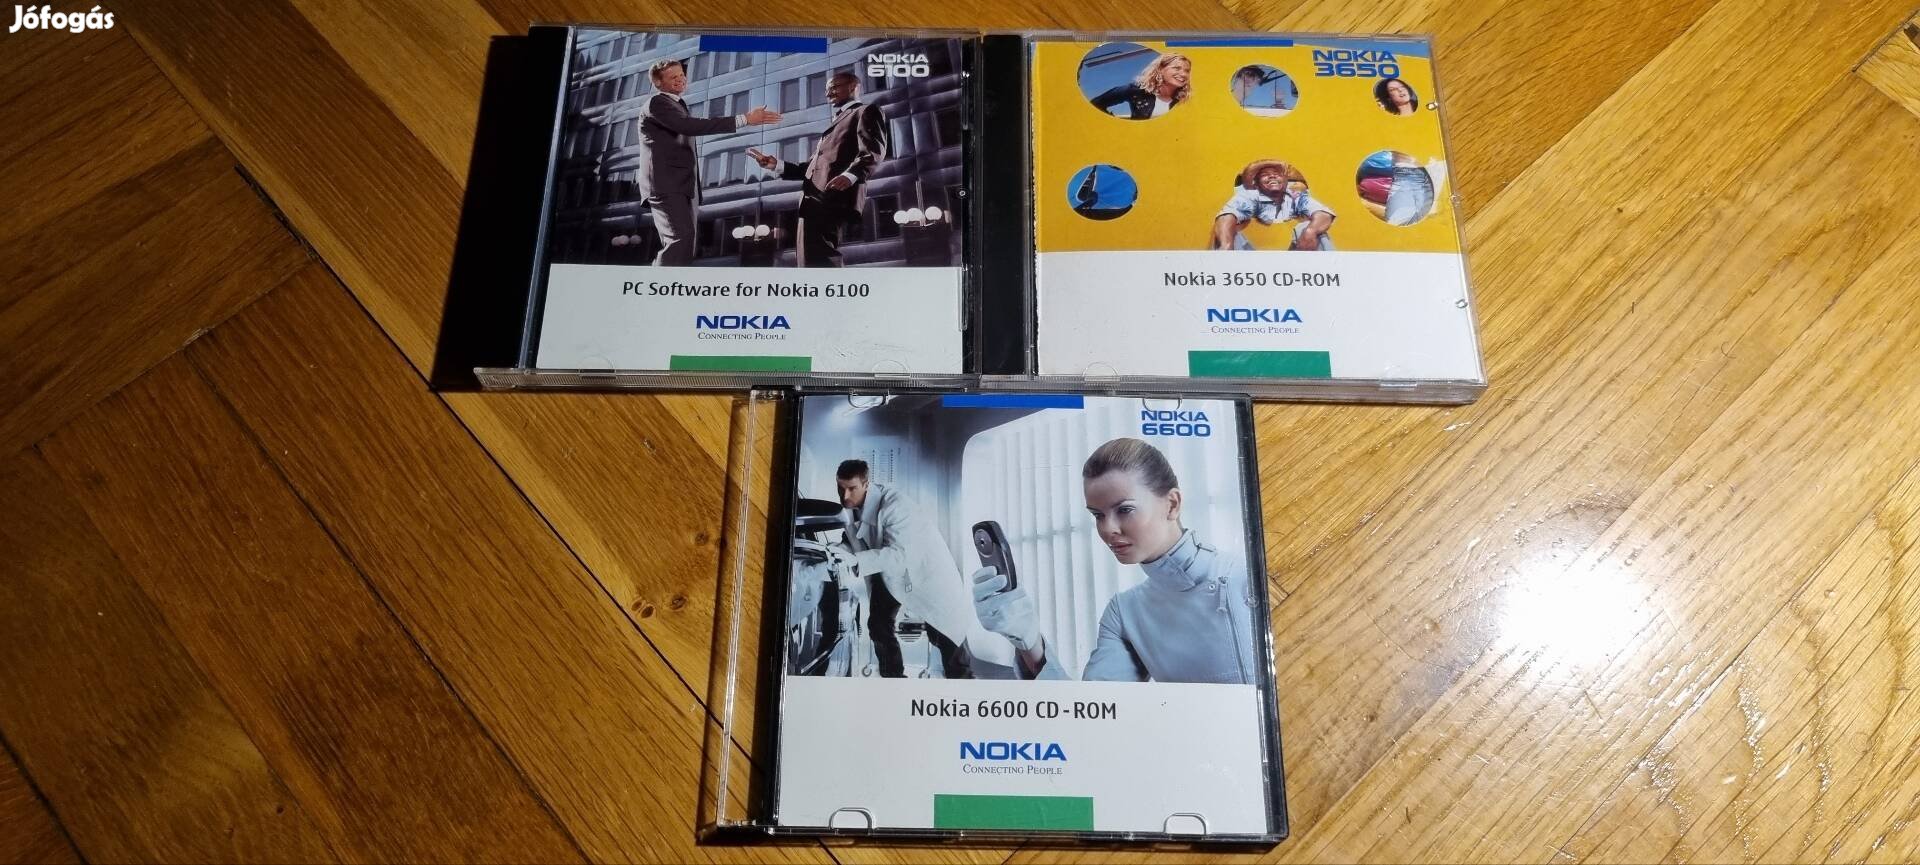 Jófogás
NOKIA
6100
PC Software for Nokia 6100
NOKIA
CONNECTING PEOPLE
NOKIA
3650
Nokia 3650 CD-ROM
NOKIA
CONNECTING PEOPLE
NOKIA
6600
Nokia 6600 CD-ROM
NOKIA
CONNECTING PEOPLE